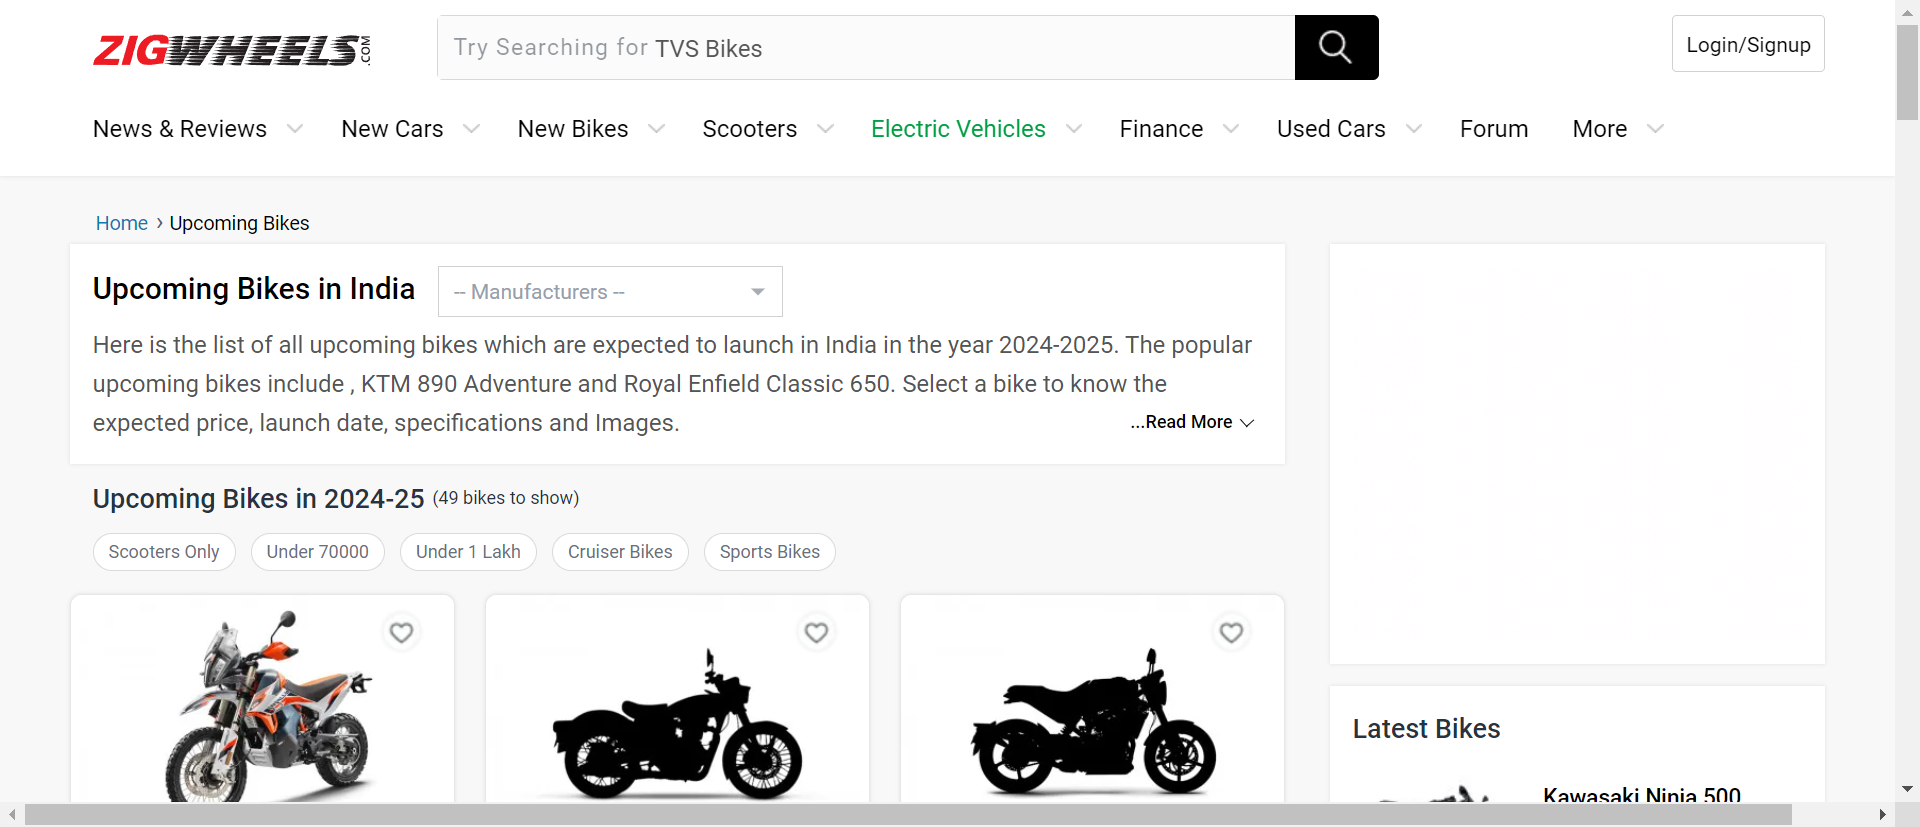 ZIGWHEELS.COM
Try Searching for TVS Bikes
Login/Signup
News & Reviews New Cars New Bikes Scooters Electric Vehicles Finance Used Cars Forum More
Home › Upcoming Bikes
Upcoming Bikes in India
-- Manufacturers --
Here is the list of all upcoming bikes which are expected to launch in India in the year 2024-2025. The popular
upcoming bikes include , KTM 890 Adventure and Royal Enfield Classic 650. Select a bike to know the
expected price, launch date, specifications and Images.
...Read More
Upcoming Bikes in 2024-25 (49 bikes to show)
Scooters Only Under 70000 Under 1 Lakh Cruiser Bikes Sports Bikes
Latest Bikes
Kawasaki Ninja 500